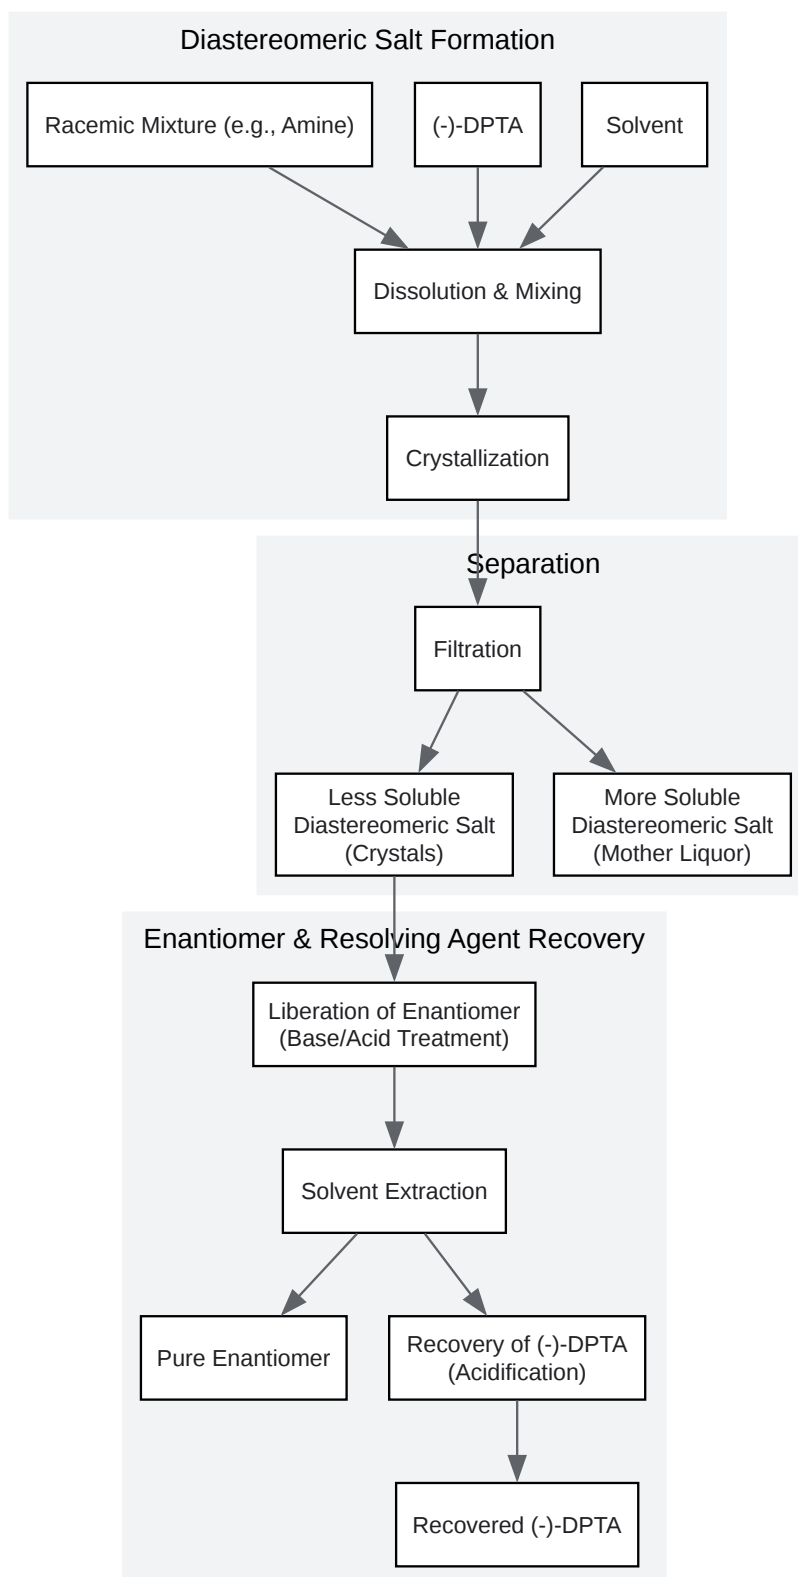 Diastereomeric Salt Formation
Racemic Mixture (e.g., Amine)
(-)-DPTA
Solvent
Dissolution & Mixing
Crystallization
Separation
Filtration
Less Soluble
Diastereomeric Salt
(Crystals)
More Soluble
Diastereomeric Salt
(Mother Liquor)
Enantiomer & Resolving Agent Recovery
Liberation of Enantiomer
(Base/Acid Treatment)
Solvent Extraction
Pure Enantiomer
Recovery of (-)-DPTA
(Acidification)
Recovered (-)-DPTA